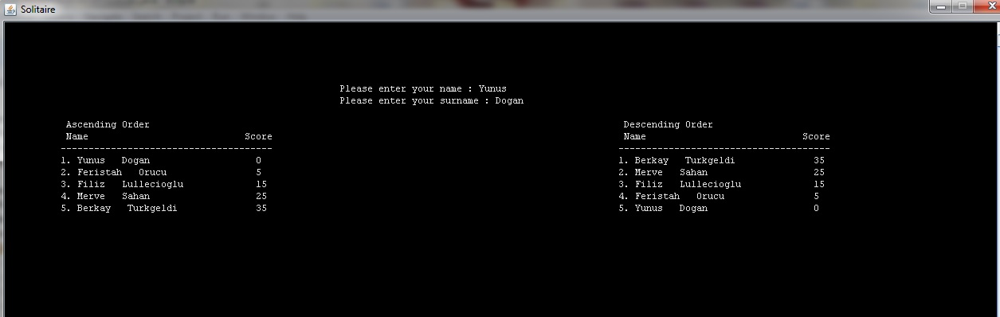 Solitaire
Please enter your name : Yunus
Please enter your surname : Dogan
Ascending Order
Name Score
--------------------------------------
1. Yunus Dogan 0
2. Feristah Orucu 5
3. Filiz Lullecioglu 15
4. Merve Sahan 25
5. Berkay Turkgeldi 35
Descending Order
Name Score
--------------------------------------
1. Berkay Turkgeldi 35
2. Merve Sahan 25
3. Filiz Lullecioglu 15
4. Feristah Orucu 5
5. Yunus Dogan 0